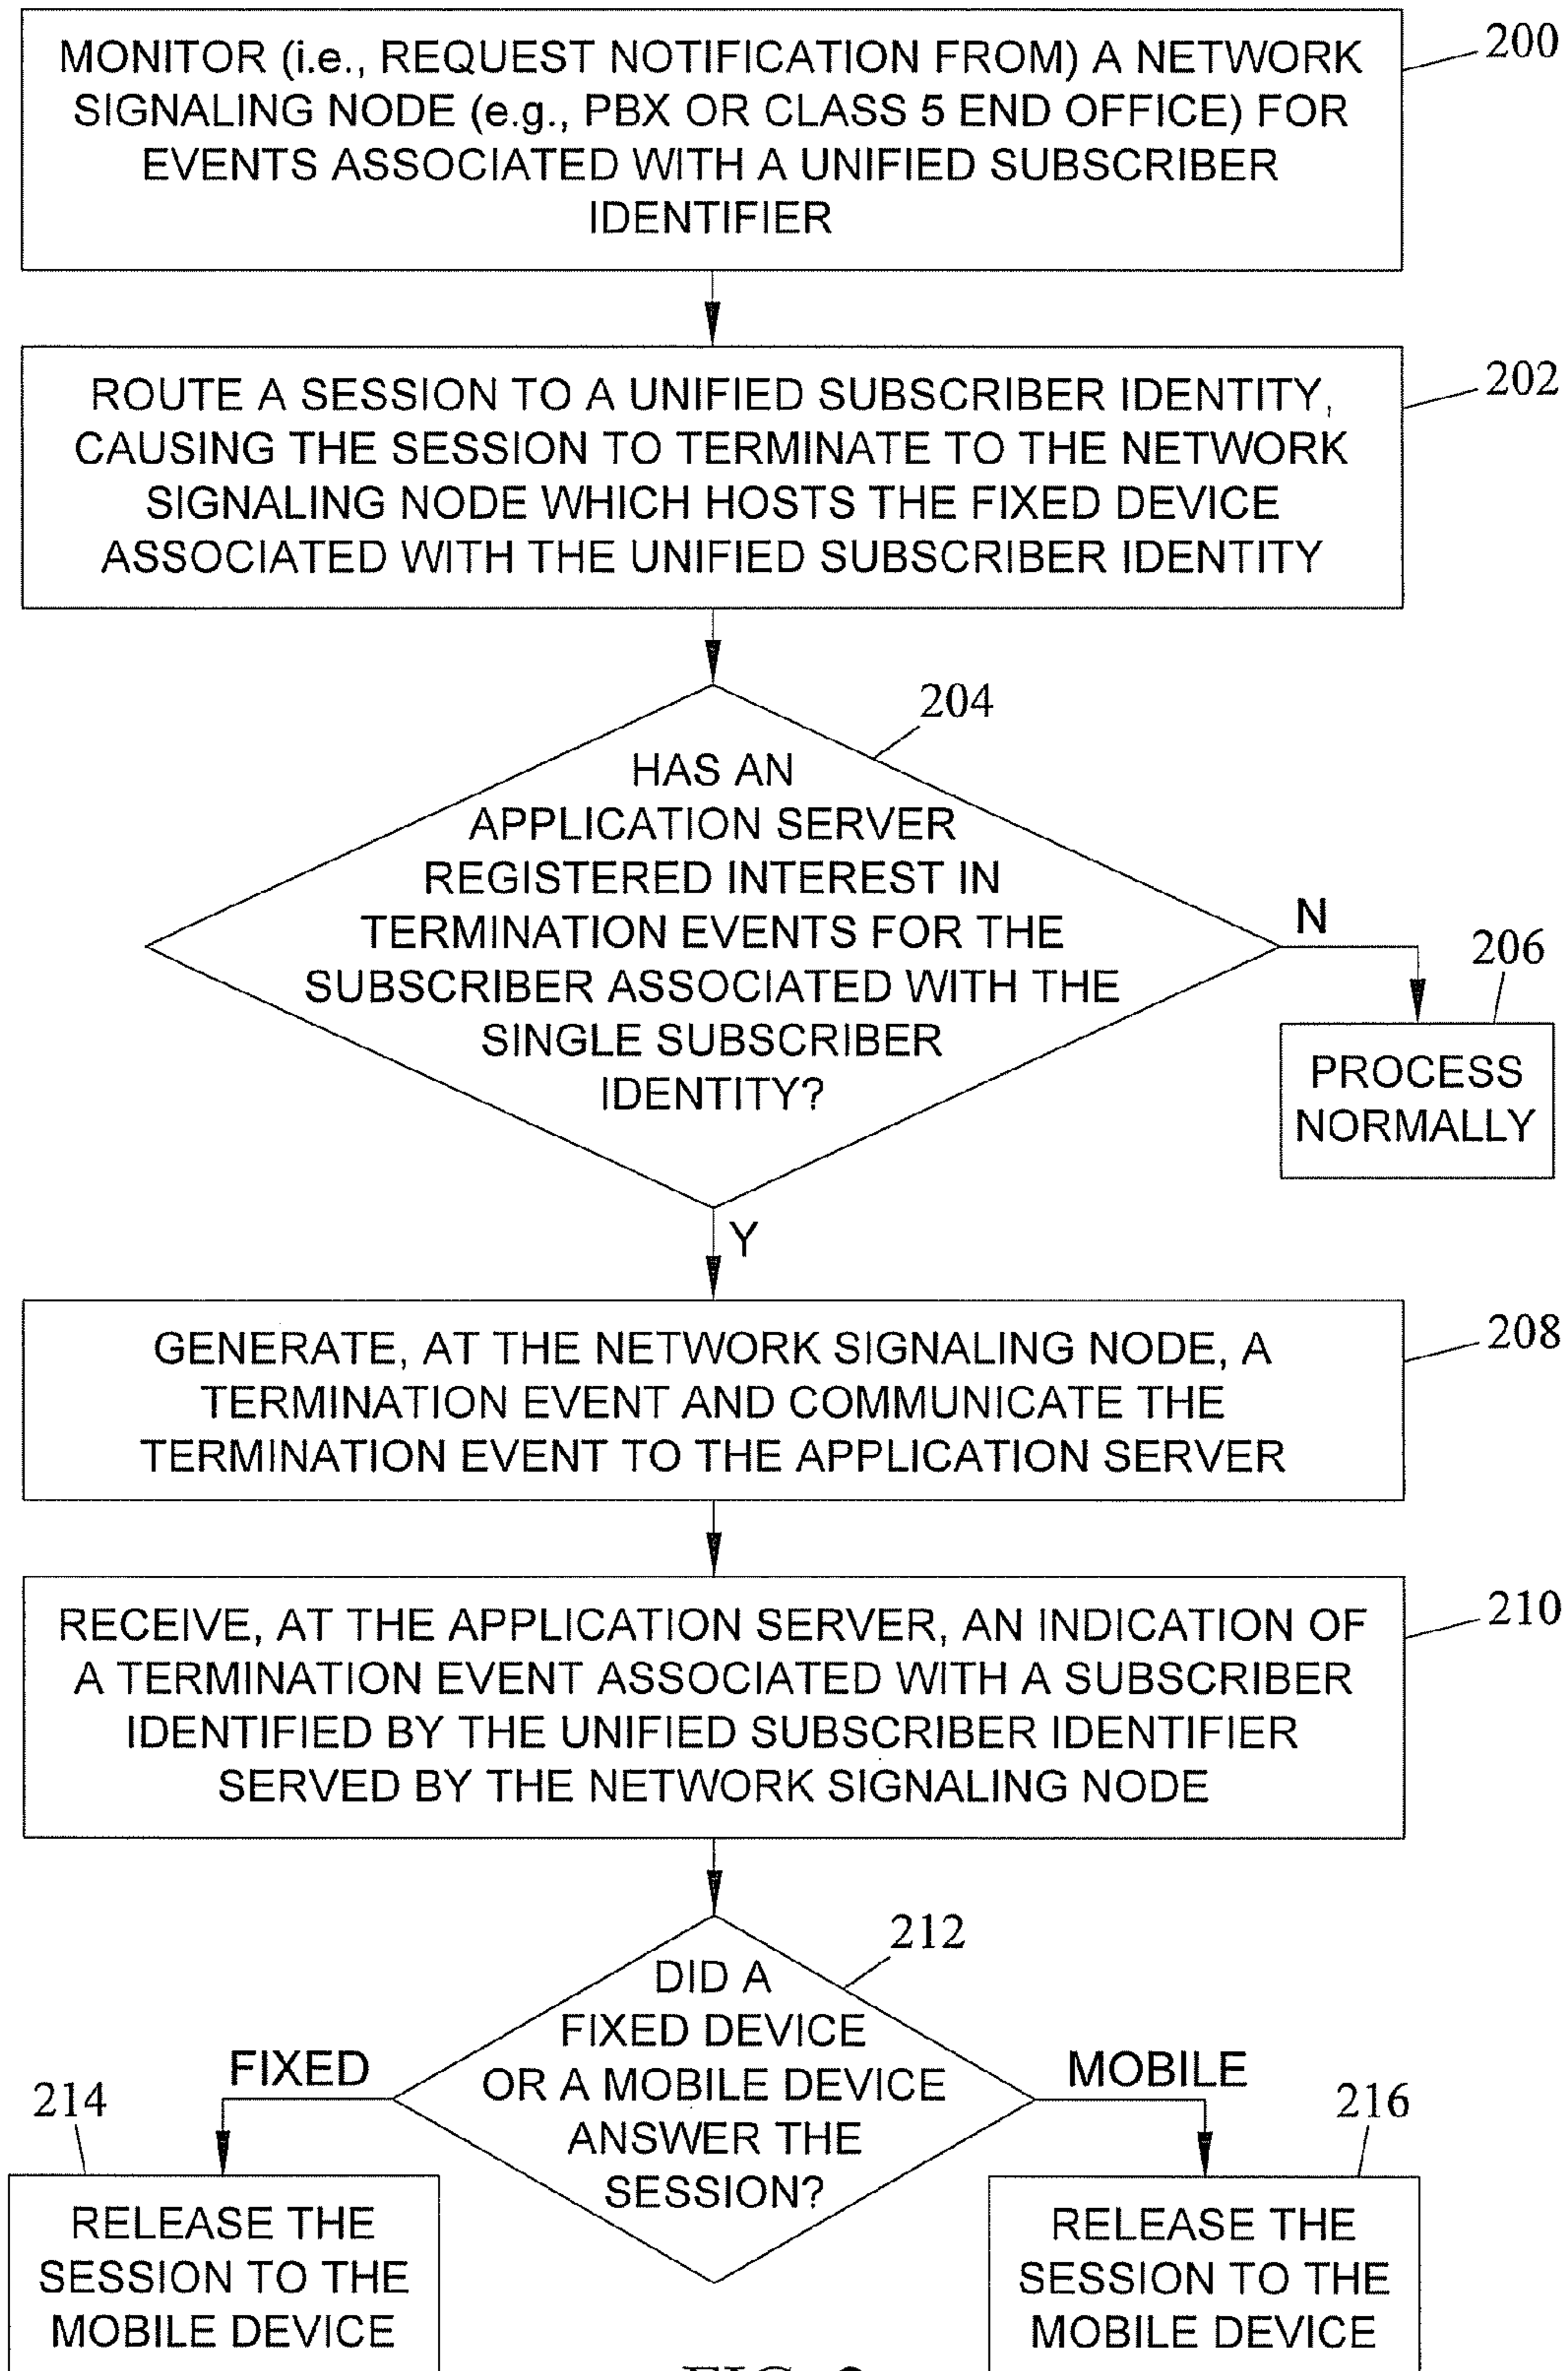 MONITOR (i.e., REQUEST NOTIFICATION FROM) A NETWORK
SIGNALING NODE (e.g., PBX OR CLASS 5 END OFFICE) FOR
EVENTS ASSOCIATED WITH A UNIFIED SUBSCRIBER
IDENTIFIER
200
ROUTE A SESSION TO A UNIFIED SUBSCRIBER IDENTITY,
CAUSING THE SESSION TO TERMINATE TO THE NETWORK
SIGNALING NODE WHICH HOSTS THE FIXED DEVICE
ASSOCIATED WITH THE UNIFIED SUBSCRIBER IDENTITY
202
204
HAS AN
APPLICATION SERVER
REGISTERED INTEREST IN
TERMINATION EVENTS FOR THE
SUBSCRIBER ASSOCIATED WITH THE
SINGLE SUBSCRIBER
IDENTITY?
N
206
PROCESS
NORMALLY
Y
GENERATE, AT THE NETWORK SIGNALING NODE, A
TERMINATION EVENT AND COMMUNICATE THE
TERMINATION EVENT TO THE APPLICATION SERVER
208
RECEIVE, AT THE APPLICATION SERVER, AN INDICATION OF
A TERMINATION EVENT ASSOCIATED WITH A SUBSCRIBER
IDENTIFIED BY THE UNIFIED SUBSCRIBER IDENTIFIER
SERVED BY THE NETWORK SIGNALING NODE
210
212
DID A
FIXED DEVICE
OR A MOBILE DEVICE
ANSWER THE
SESSION?
FIXED
MOBILE
214
RELEASE THE
SESSION TO THE
MOBILE DEVICE
216
RELEASE THE
SESSION TO THE
MOBILE DEVICE